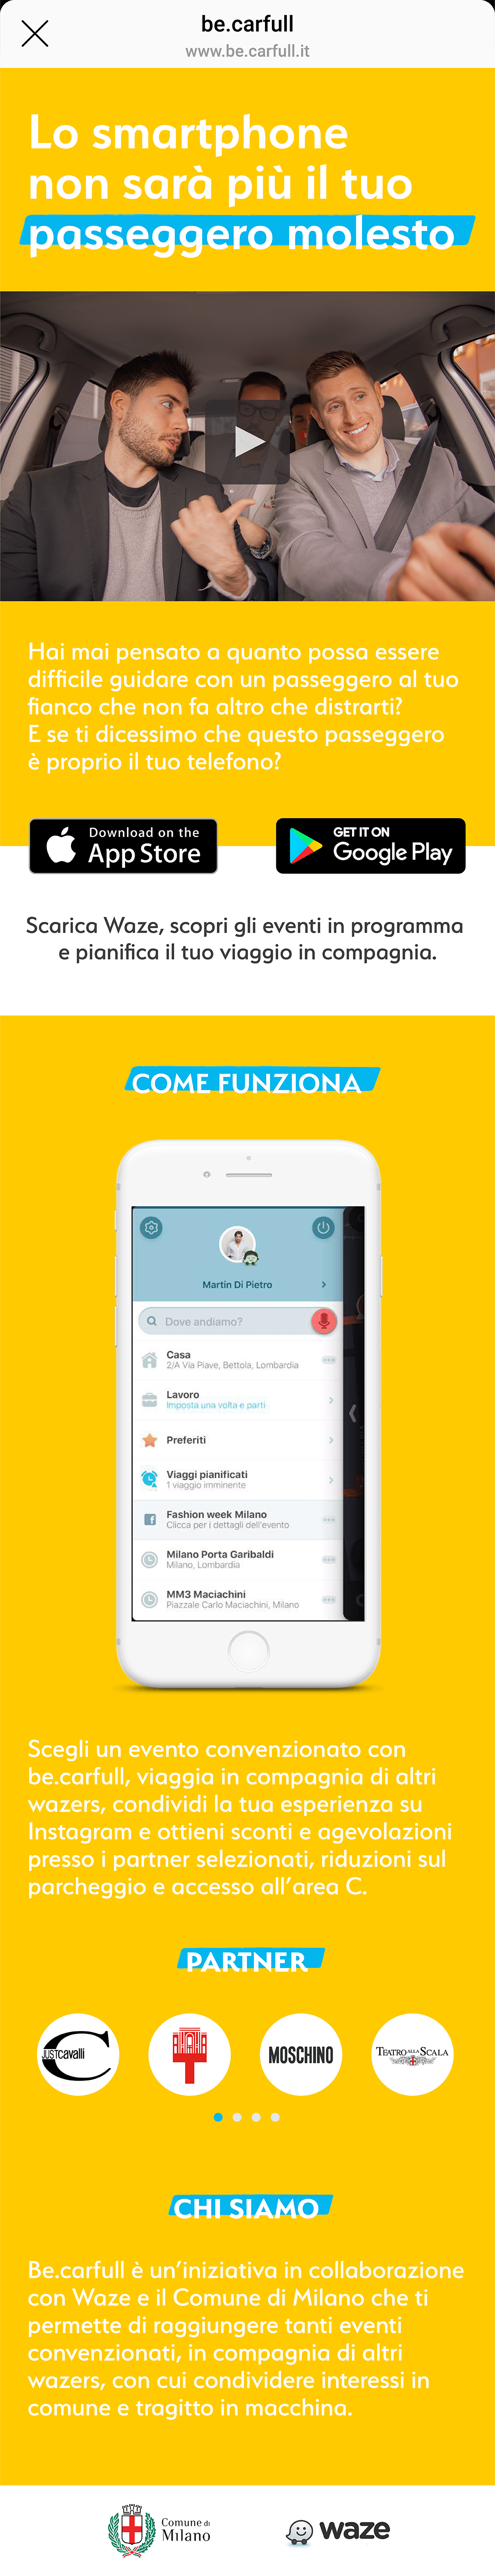 be.carfull
www.be.carfull.it
Lo smartphone
non sarà più il tuo
passeggero molesto
Hai mai pensato a quanto possa essere
difficile guidare con un passeggero al tuo
fianco che non fa altro che distrarti?
E se ti dicessimo che questo passeggero
è proprio il tuo telefono?
Download on the
App Store
GET IT ON
Google Play
Scarica Waze, scopri gli eventi in programma
e pianifica il tuo viaggio in compagnia.
COME FUNZIONA
Martin Di Pietro
Dove andiamo?
Casa
2/A Via Piave, Bettola, Lombardia
Lavoro
Imposta una volta e parti
Preferiti
Viaggi pianificati
1 viaggio imminente
Fashion week Milano
Clicca per i dettagli dell'evento
Milano Porta Garibaldi
Milano, Lombardia
MM3 Maciachini
Piazzale Carlo Maciachini, Milano
Scegli un evento convenzionato con
be.carfull, viaggia in compagnia di altri
wazers, condividi la tua esperienza su
Instagram e ottieni sconti e agevolazioni
presso i partner selezionati, riduzioni sul
parcheggio e accesso all'area C.
PARTNER
JUSTcavalli
MOSCHINO
TEATRO ALLA SCALA
CHI SIAMO
Be.carfull è un'iniziativa in collaborazione
con Waze e il Comune di Milano che ti
permette di raggiungere tanti eventi
convenzionati, in compagnia di altri
wazers, con cui condividere interessi in
comune e tragitto in macchina.
Comune di
Milano
waze